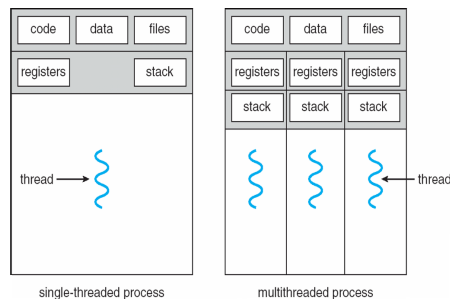 code data files code data files
registers stack registers registers registers
stack stack stack
thread thread
single-threaded process multithreaded process